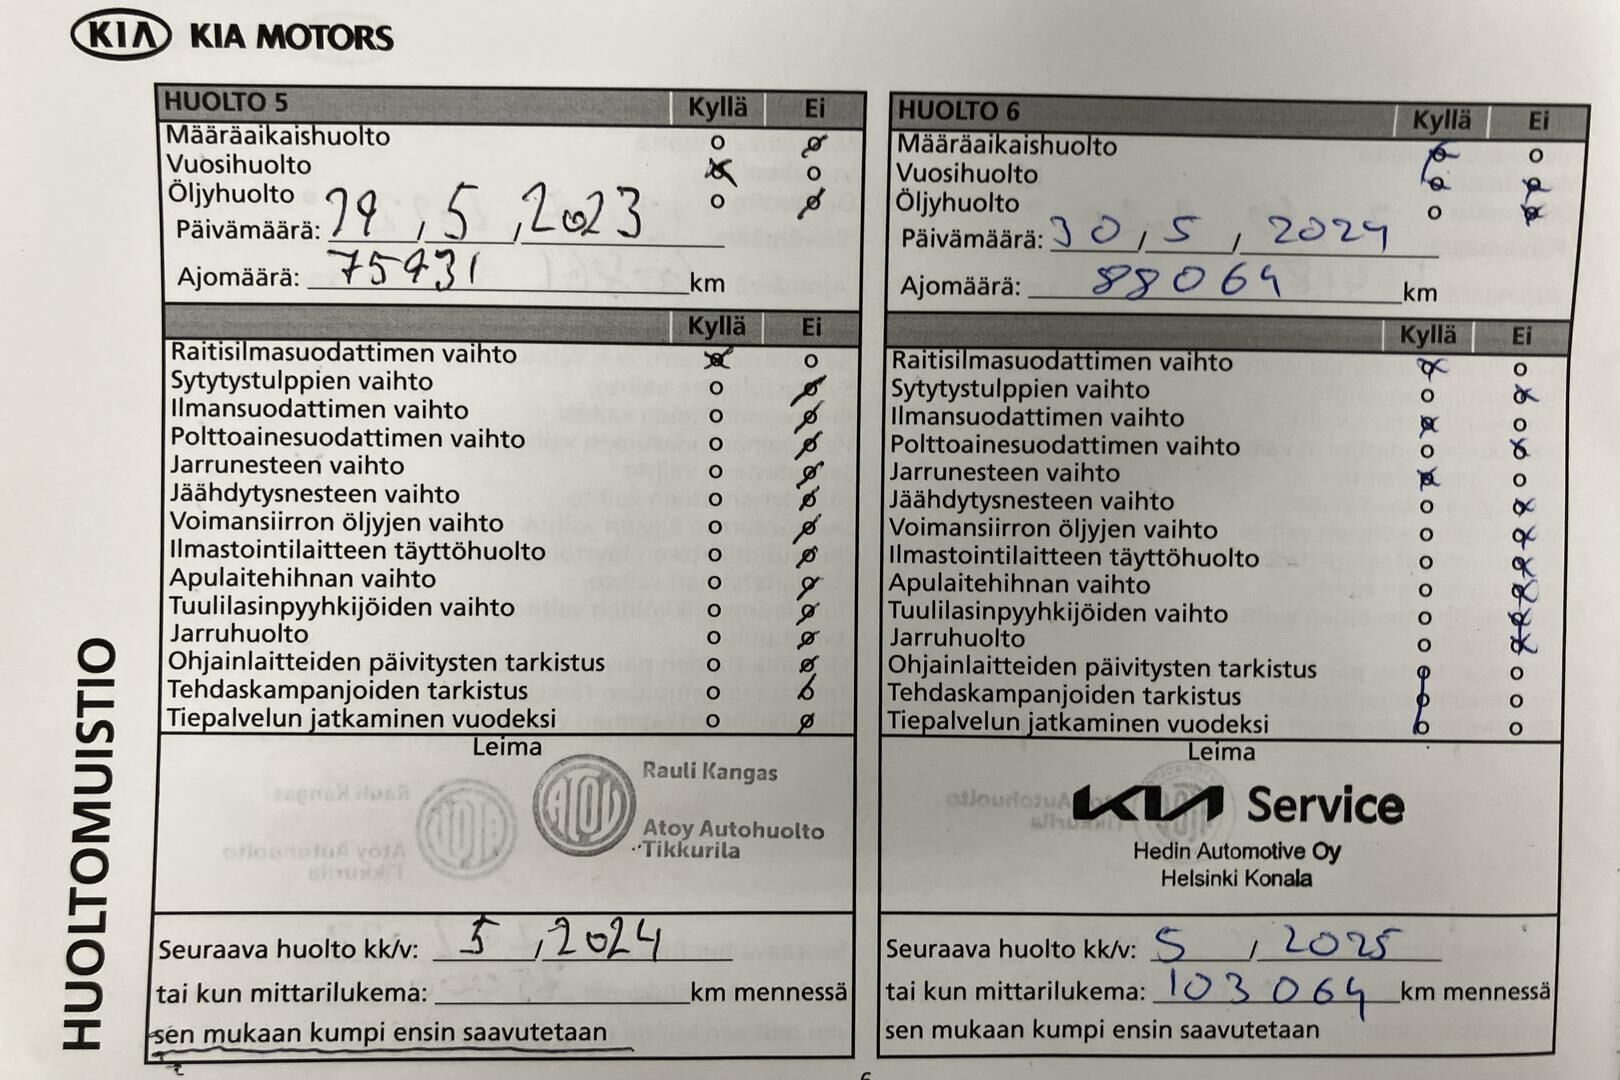 KIA KIA MOTORS
HUOLTOMUISTIO
HUOLTO 5 Kyllä Ei
Määräaikaishuolto
Vuosihuolto
Öljyhuolto
Päivämäärä: 5, 2023
Ajomäärä: 75931 km
Kyllä Ei
Raitisilmasuodattimen vaihto
Sytytystulppien vaihto
Ilmansuodattimen vaihto
Polttoainesuodattimen vaihto
Jarrunesteen vaihto
Jäähdytysnesteen vaihto
Voimansiirron öljyjen vaihto
Ilmastointilaitteen täyttöhuolto
Apulaitehihnan vaihto
Tuulilasinpyyhkijöiden vaihto
Jarruhuolto
Ohjainlaitteiden päivitysten tarkistus
Tehdaskampanjoiden tarkistus
Tiepalvelun jatkaminen vuodeksi
Leima
ATOY
Rauli Kangas
Atoy Autohuolto
Tikkurila
Seuraava huolto kk/v: 5, 2024
tai kun mittarilukema: km mennessä
sen mukaan kumpi ensin saavutetaan
HUOLTO 6 Kyllä Ei
Määräaikaishuolto
Vuosihuolto
Öljyhuolto
Päivämäärä: 30 / 5 / 2024
Ajomäärä: 88064 km
Kyllä Ei
Raitisilmasuodattimen vaihto
Sytytystulppien vaihto
Ilmansuodattimen vaihto
Polttoainesuodattimen vaihto
Jarrunesteen vaihto
Jäähdytysnesteen vaihto
Voimansiirron öljyjen vaihto
Ilmastointilaitteen täyttöhuolto
Apulaitehihnan vaihto
Tuulilasinpyyhkijöiden vaihto
Jarruhuolto
Ohjainlaitteiden päivitysten tarkistus
Tehdaskampanjoiden tarkistus
Tiepalvelun jatkaminen vuodeksi
Leima
KIA Service
Hedin Automotive Oy
Helsinki Konala
Seuraava huolto kk/v: 5 / 2025
tai kun mittarilukema: 103064 km mennessä
sen mukaan kumpi ensin saavutetaan